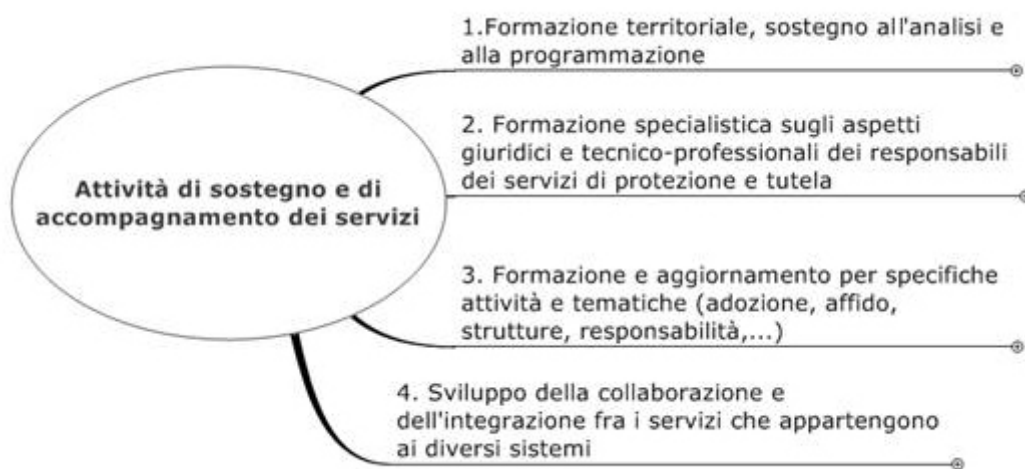 1.Formazione territoriale, sostegno all'analisi e
alla programmazione
2. Formazione specialistica sugli aspetti
giuridici e tecnico-professionali dei responsabili
dei servizi di protezione e tutela
Attività di sostegno e di
accompagnamento dei servizi
3. Formazione e aggiornamento per specifiche
attività e tematiche (adozione, affido,
strutture, responsabilità,...)
4. Sviluppo della collaborazione e
dell'integrazione fra i servizi che appartengono
ai diversi sistemi